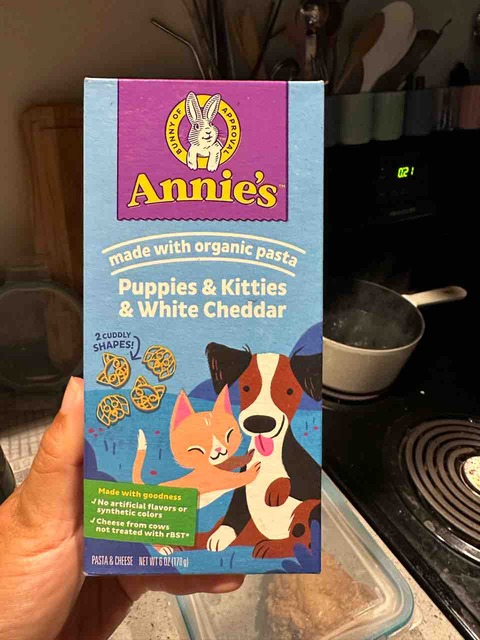 BUNNY OF APPROVAL
Annie's™
made with organic pasta
Puppies & Kitties
& White Cheddar
2 CUDDLY
SHAPES!
Made with goodness
✓ No artificial flavors or
synthetic colors
✓ Cheese from cows
not treated with rBST*
PASTA & CHEESE NET WT 6 OZ (170g)
021